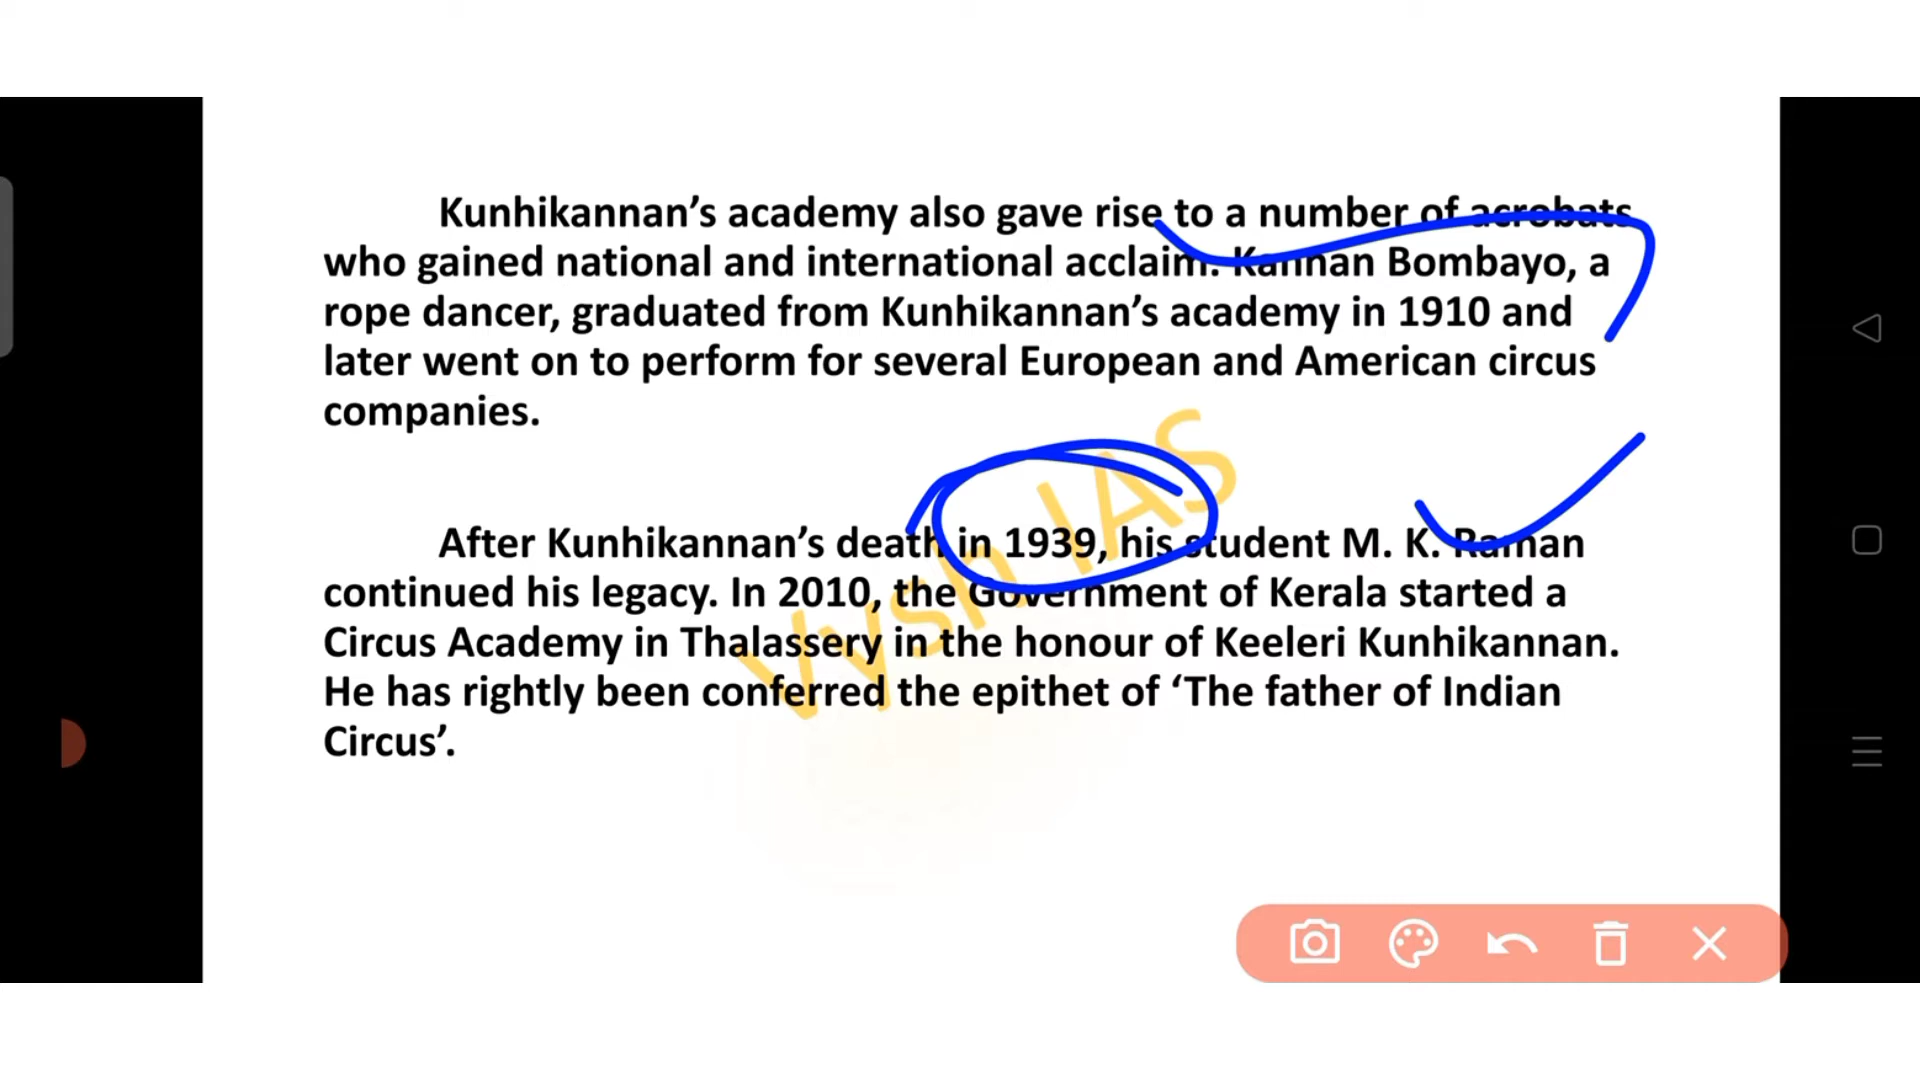 Kunhikannan’s academy also gave rise to a number of acrobats
who gained national and international acclaim. Kannan Bombayo, a
rope dancer, graduated from Kunhikannan’s academy in 1910 and
later went on to perform for several European and American circus
companies.
After Kunhikannan’s death in 1939, his student M. K. Raman
continued his legacy. In 2010, the Government of Kerala started a
Circus Academy in Thalassery in the honour of Keeleri Kunhikannan.
He has rightly been conferred the epithet of ‘The father of Indian
Circus’.
Vysh IAS